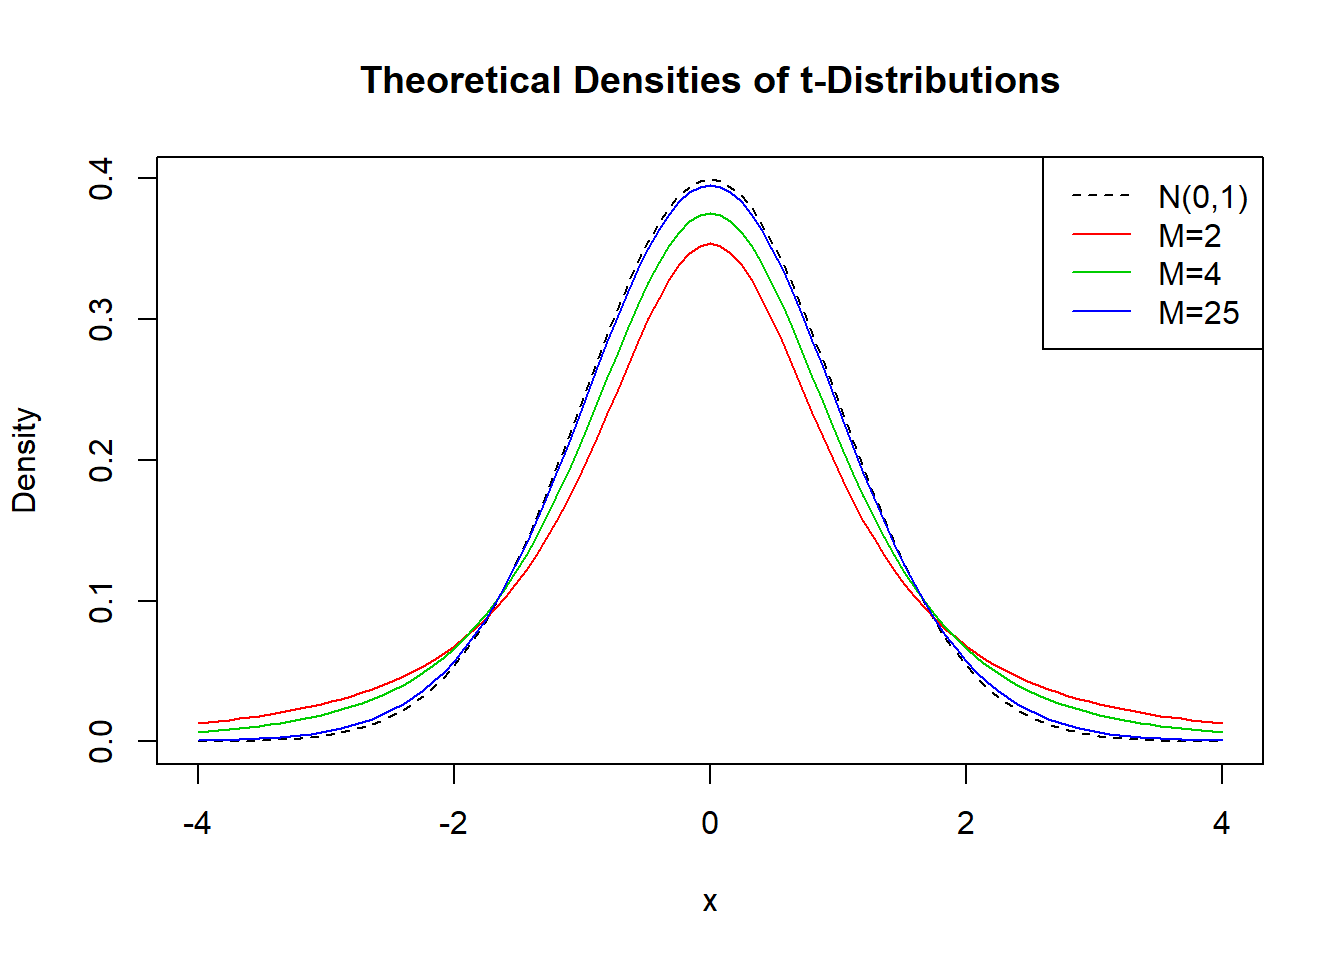 Theoretical Densities of t-Distributions
N(0,1)
M=2
M=4
M=25
Density
0.4
0.3
0.2
0.1
0.0
-4 -2 0 2 4
x